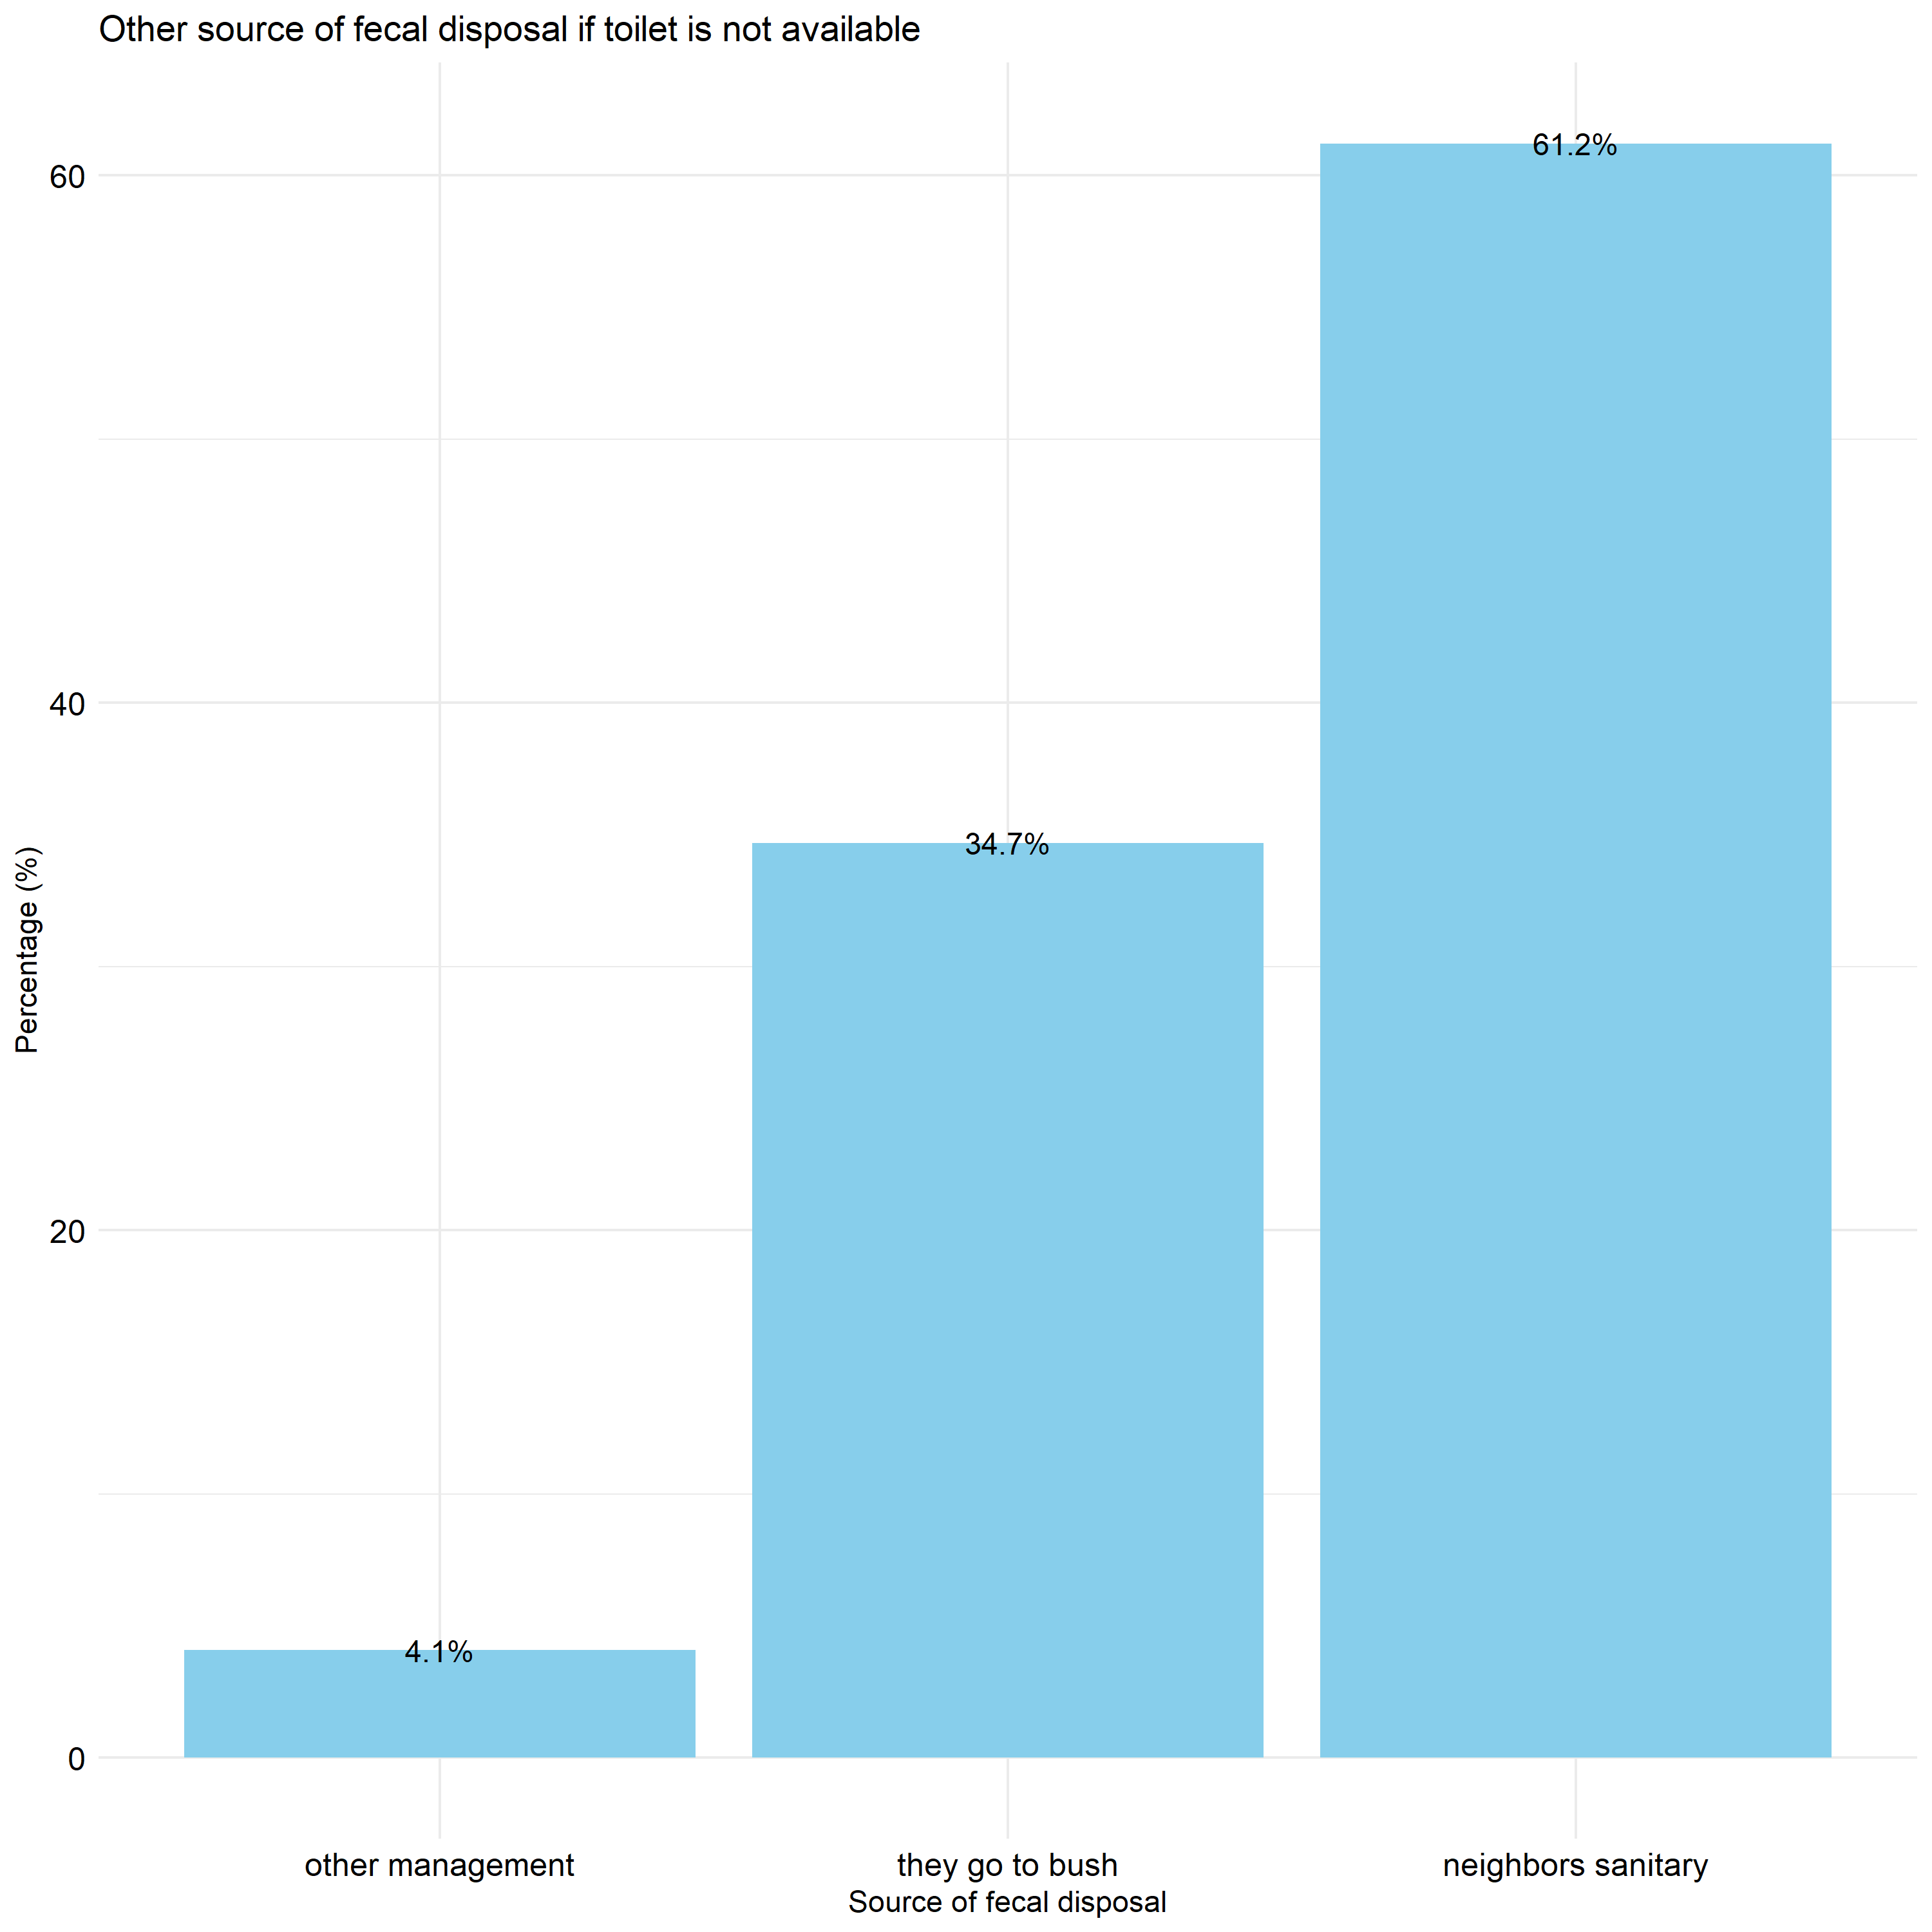 Other source of fecal disposal if toilet is not available
61.2%
60
40
34.7%
Percentage (%)
20
4.1%
0
other management they go to bush neighbors sanitary
Source of fecal disposal